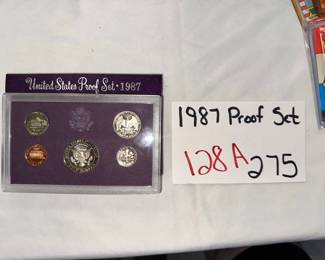 United States Proof Set · 1987
1987 Proof Set
128A 275